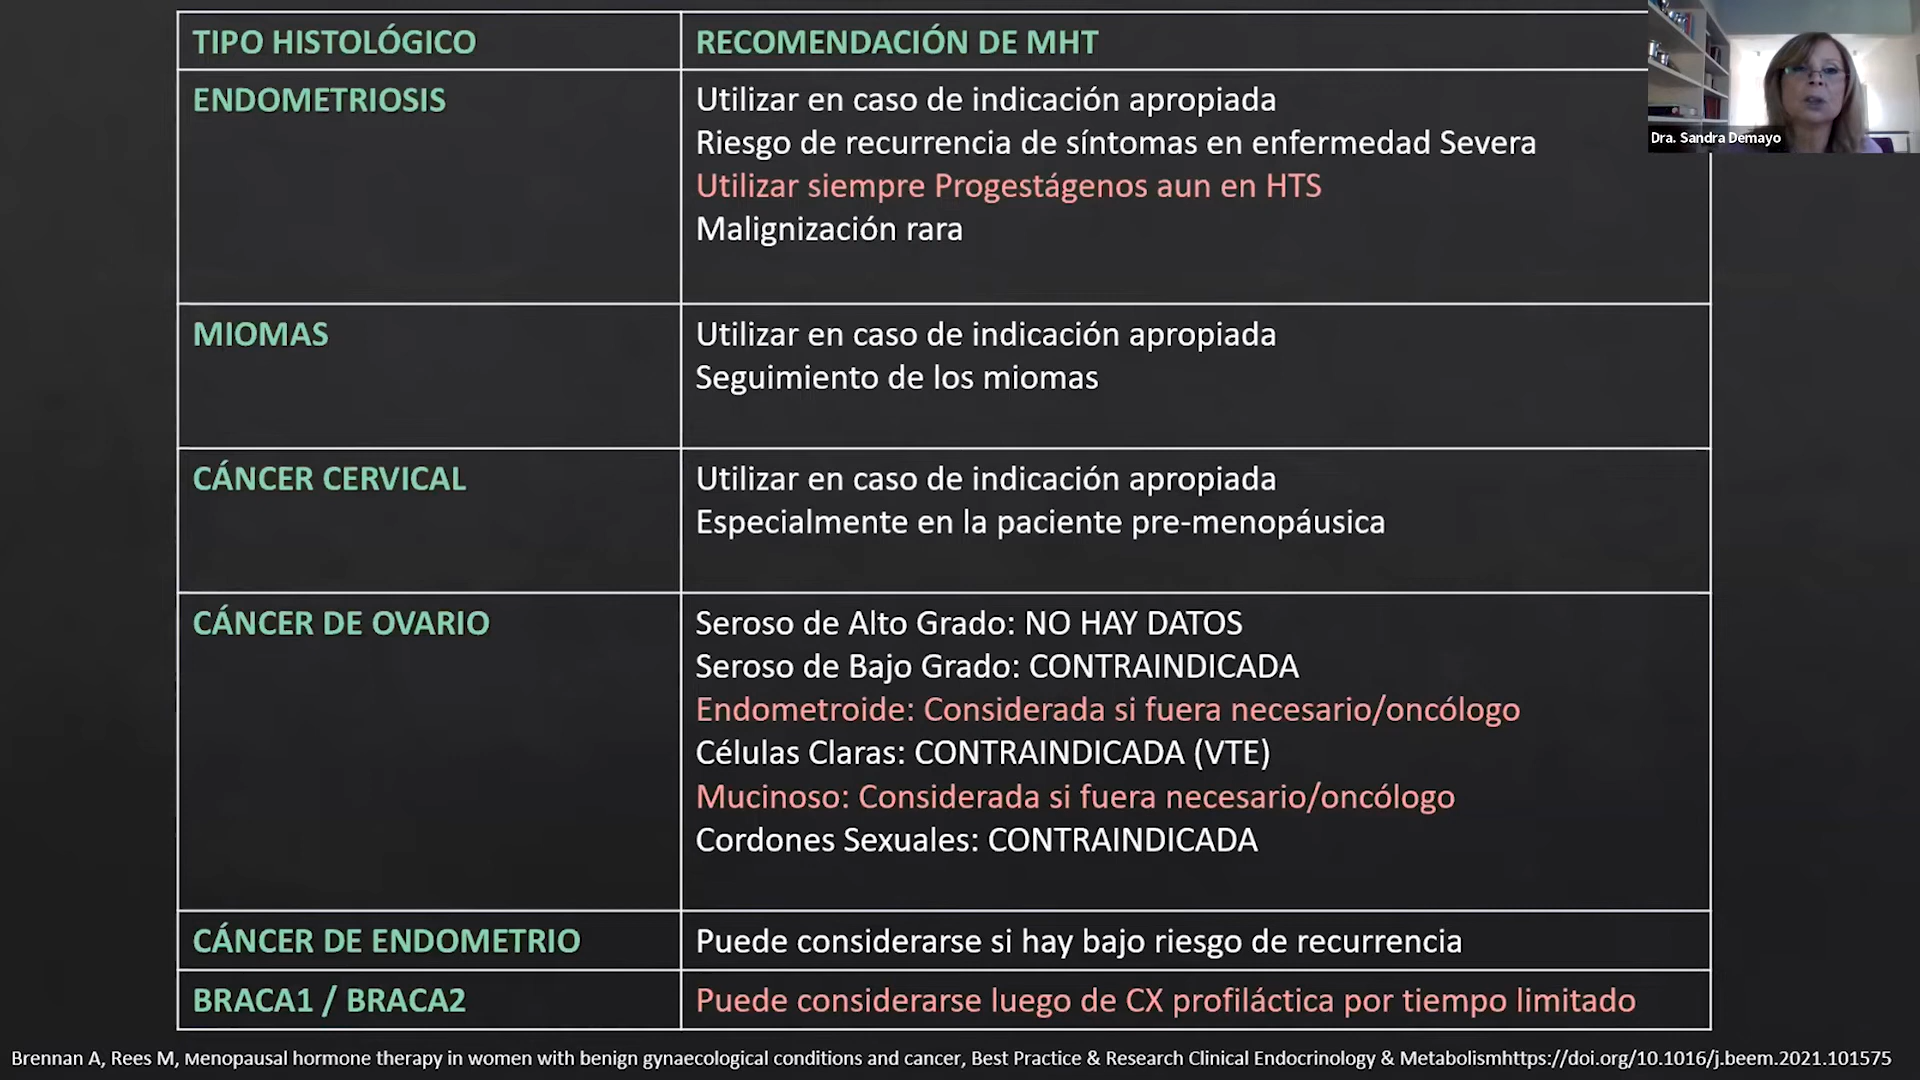 TIPO HISTOLÓGICO
RECOMENDACIÓN DE MHT
ENDOMETRIOSIS
Utilizar en caso de indicación apropiada
Riesgo de recurrencia de síntomas en enfermedad Severa
Utilizar siempre Progestágenos aun en HTS
Malignización rara
MIOMAS
Utilizar en caso de indicación apropiada
Seguimiento de los miomas
CÁNCER CERVICAL
Utilizar en caso de indicación apropiada
Especialmente en la paciente pre-menopáusica
CÁNCER DE OVARIO
Seroso de Alto Grado: NO HAY DATOS
Seroso de Bajo Grado: CONTRAINDICADA
Endometroide: Considerada si fuera necesario/oncólogo
Células Claras: CONTRAINDICADA (VTE)
Mucinoso: Considerada si fuera necesario/oncólogo
Cordones Sexuales: CONTRAINDICADA
CÁNCER DE ENDOMETRIO
Puede considerarse si hay bajo riesgo de recurrencia
BRACA1 / BRACA2
Puede considerarse luego de CX profiláctica por tiempo limitado
Dra. Sandra Demayo
Brennan A, Rees M, Menopausal hormone therapy in women with benign gynaecological conditions and cancer, Best Practice & Research Clinical Endocrinology & Metabolismhttps://doi.org/10.1016/j.beem.2021.101575